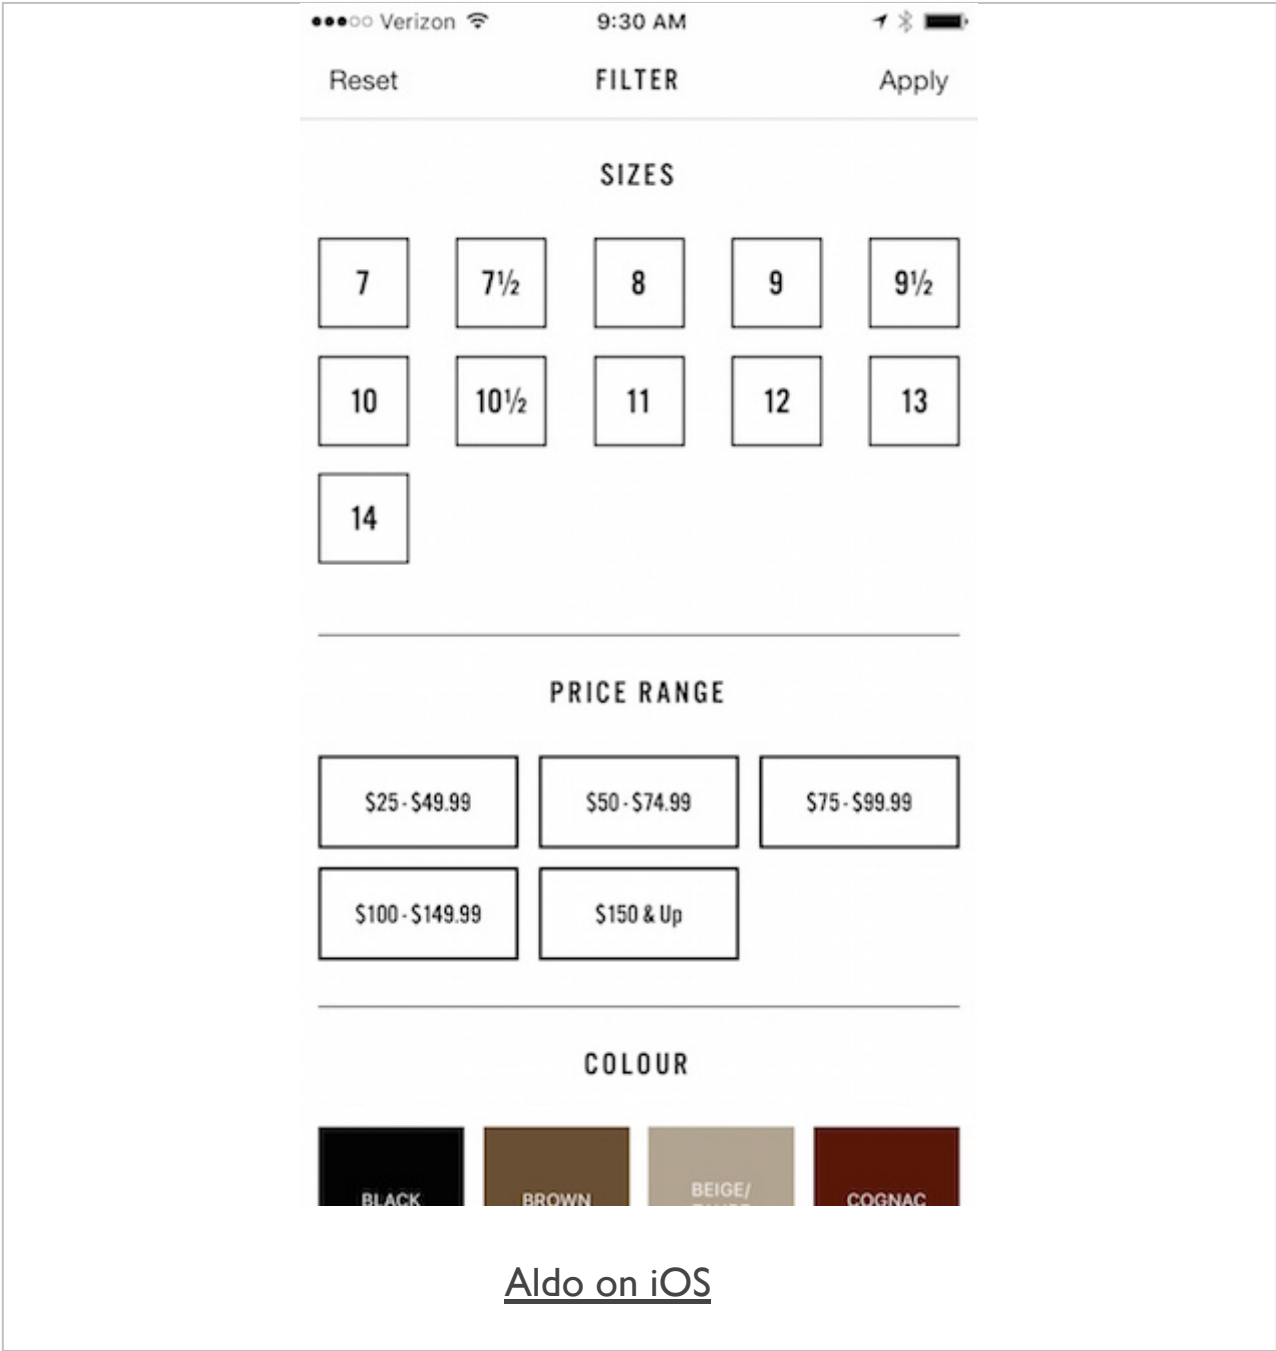 Verizon 9:30 AM
Reset FILTER Apply
SIZES
7 7½ 8 9 9½
10 10½ 11 12 13
14
PRICE RANGE
$25 - $49.99 $50 - $74.99 $75 - $99.99
$100 - $149.99 $150 & Up
COLOUR
BLACK BROWN BEIGE/ COGNAC
Aldo on iOS